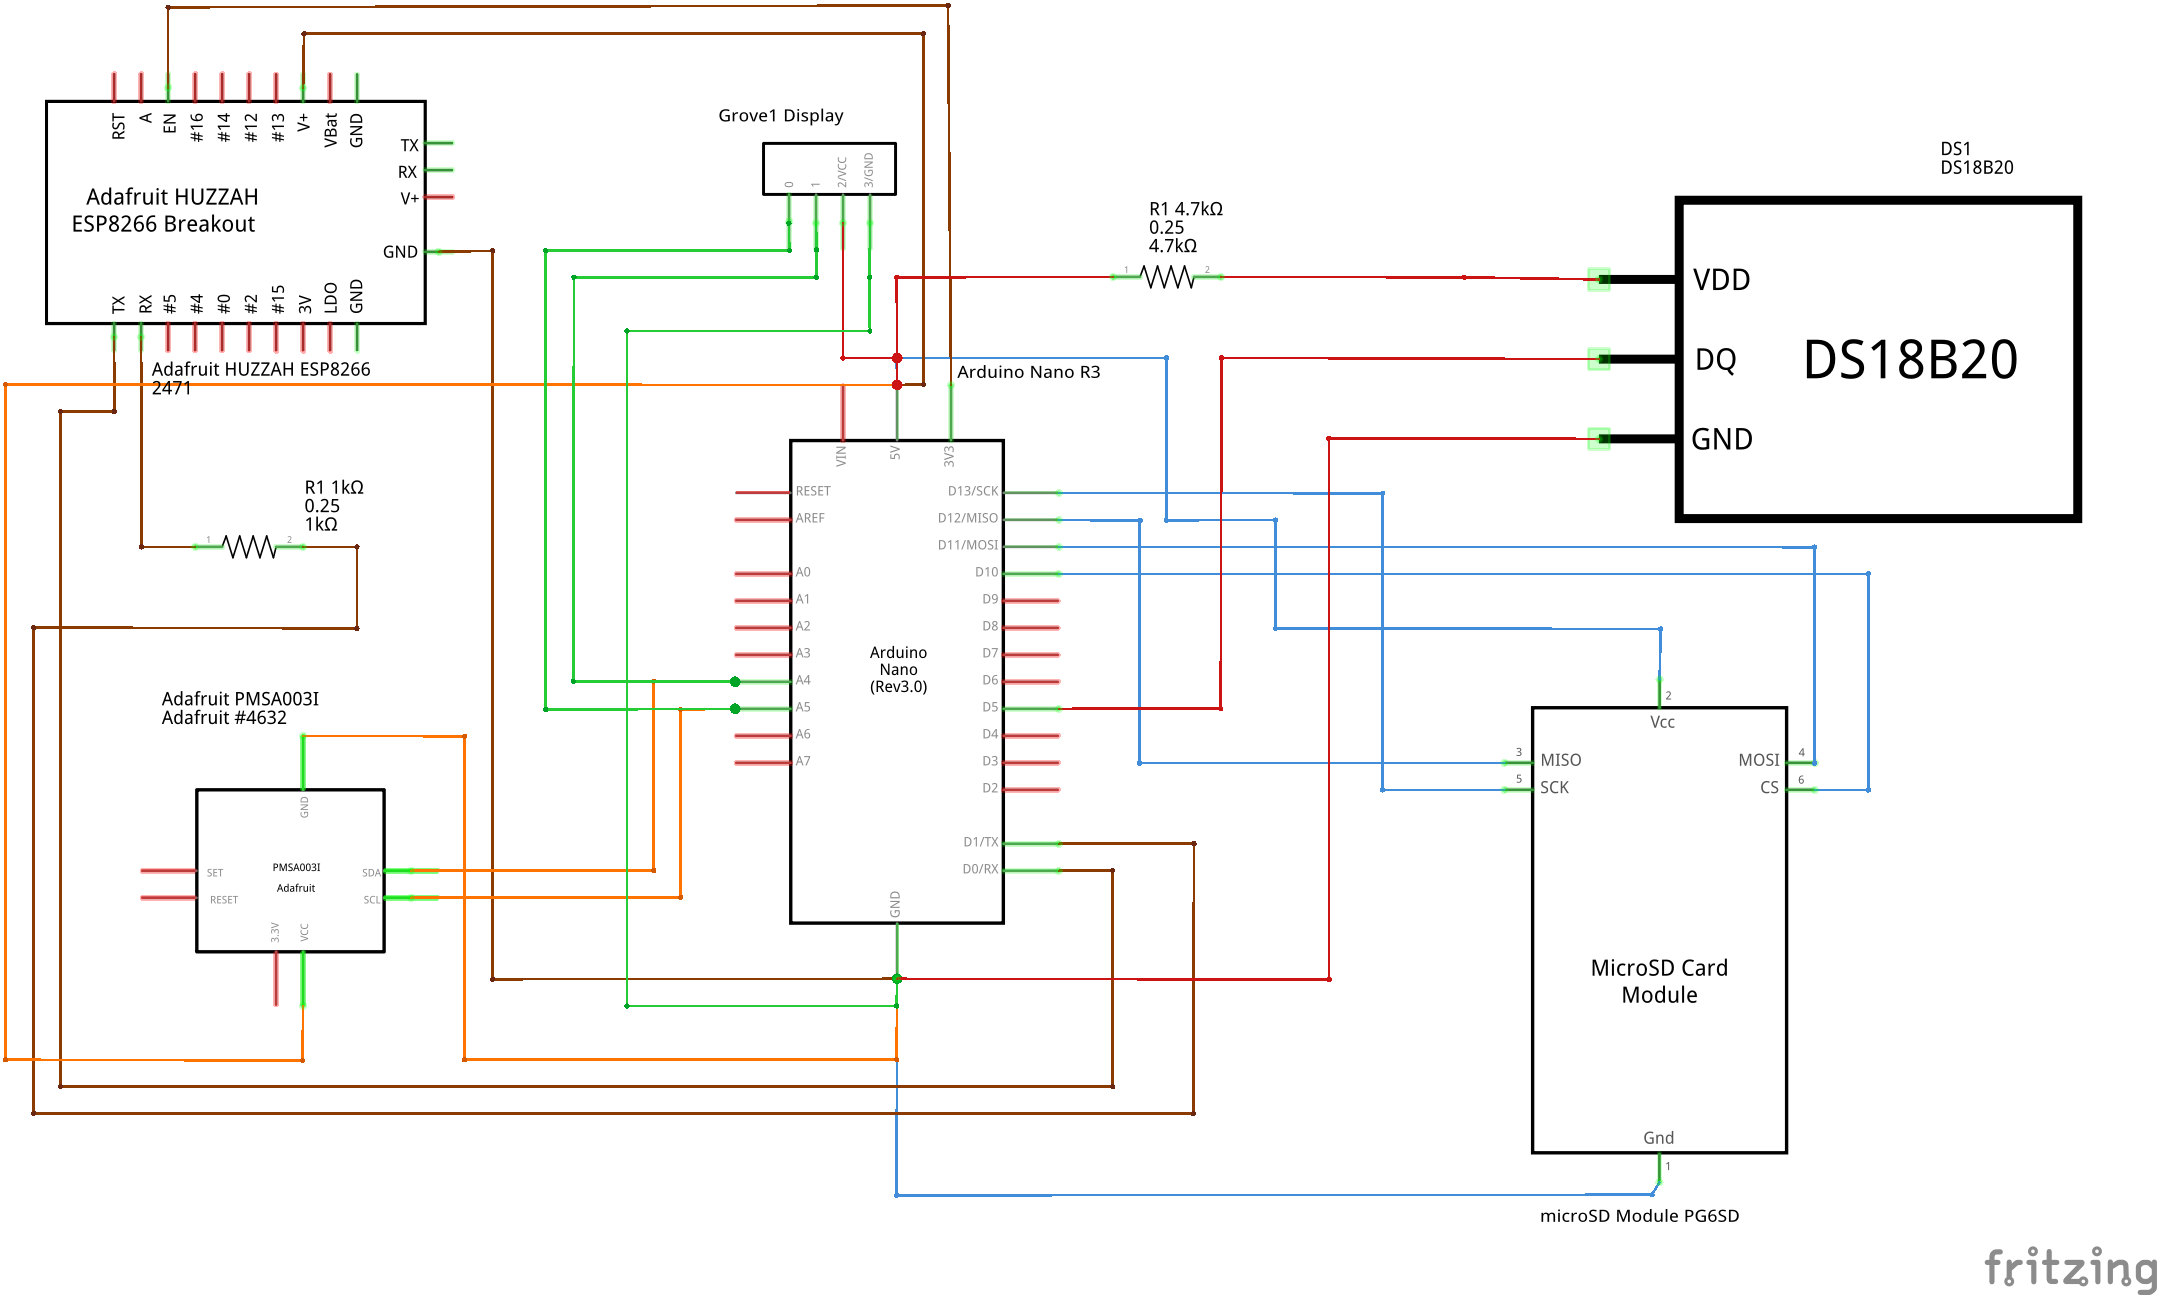 RST
A
EN
#16
#14
#12
#13
V+
VBat
GND
TX
RX
V+
GND
Adafruit HUZZAH
ESP8266 Breakout
TX
RX
#5
#4
#0
#2
#15
3V
LDO
GND
Adafruit HUZZAH ESP8266
2471
Grove1 Display
0
1
2/VCC
3/GND
R1 4.7kΩ
0.25
4.7kΩ
1
2
DS1
DS18B20
VDD
DQ
GND
DS18B20
Arduino Nano R3
VIN
5V
3V3
RESET
AREF
A0
A1
A2
A3
A4
A5
A6
A7
D13/SCK
D12/MISO
D11/MOSI
D10
D9
D8
D7
D6
D5
D4
D3
D2
D1/TX
D0/RX
GND
Arduino
Nano
(Rev3.0)
R1 1kΩ
0.25
1kΩ
1
2
Adafruit PMSA003I
Adafruit #4632
GND
PMSA003I
Adafruit
SET
RESET
SDA
SCL
3.3V
VCC
2
Vcc
3
MISO
5
SCK
MOSI
4
CS
6
MicroSD Card
Module
Gnd
1
microSD Module PG6SD
fritzing